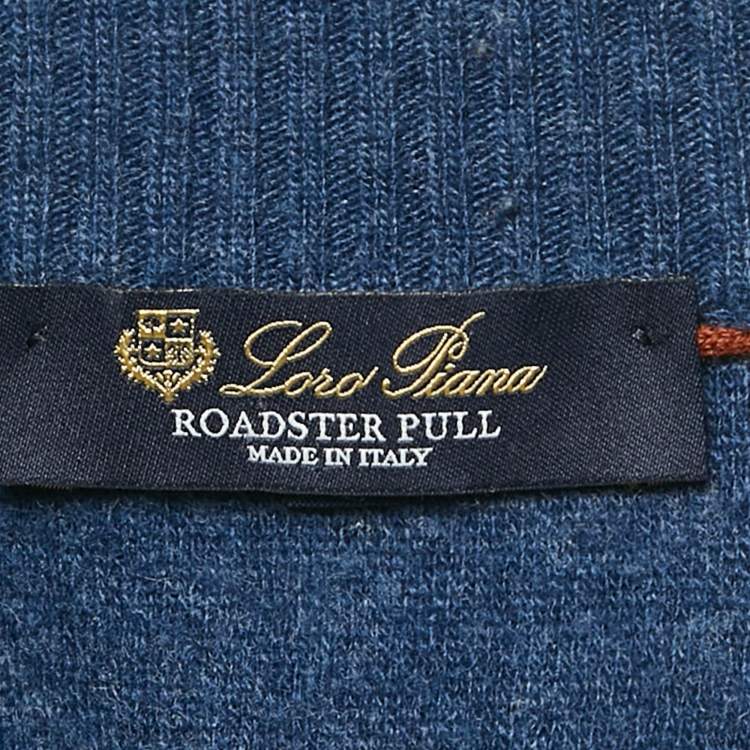 Loro Piana
ROADSTER PULL
MADE IN ITALY